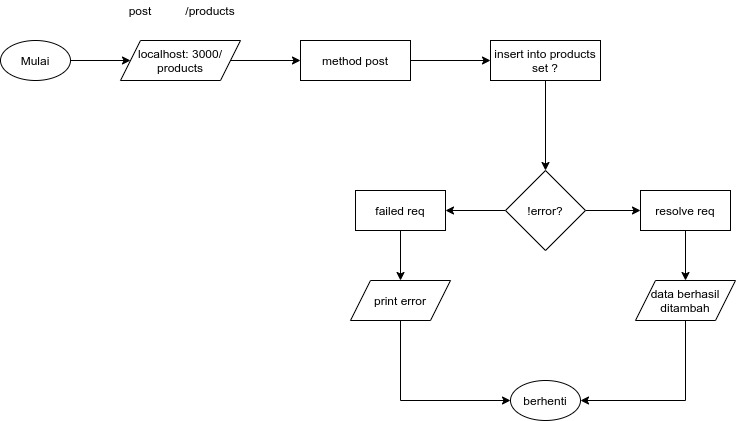 post /products
Mulai
localhost: 3000/
products
method post
insert into products
set ?
failed req
!error?
resolve req
print error
data berhasil
ditambah
berhenti